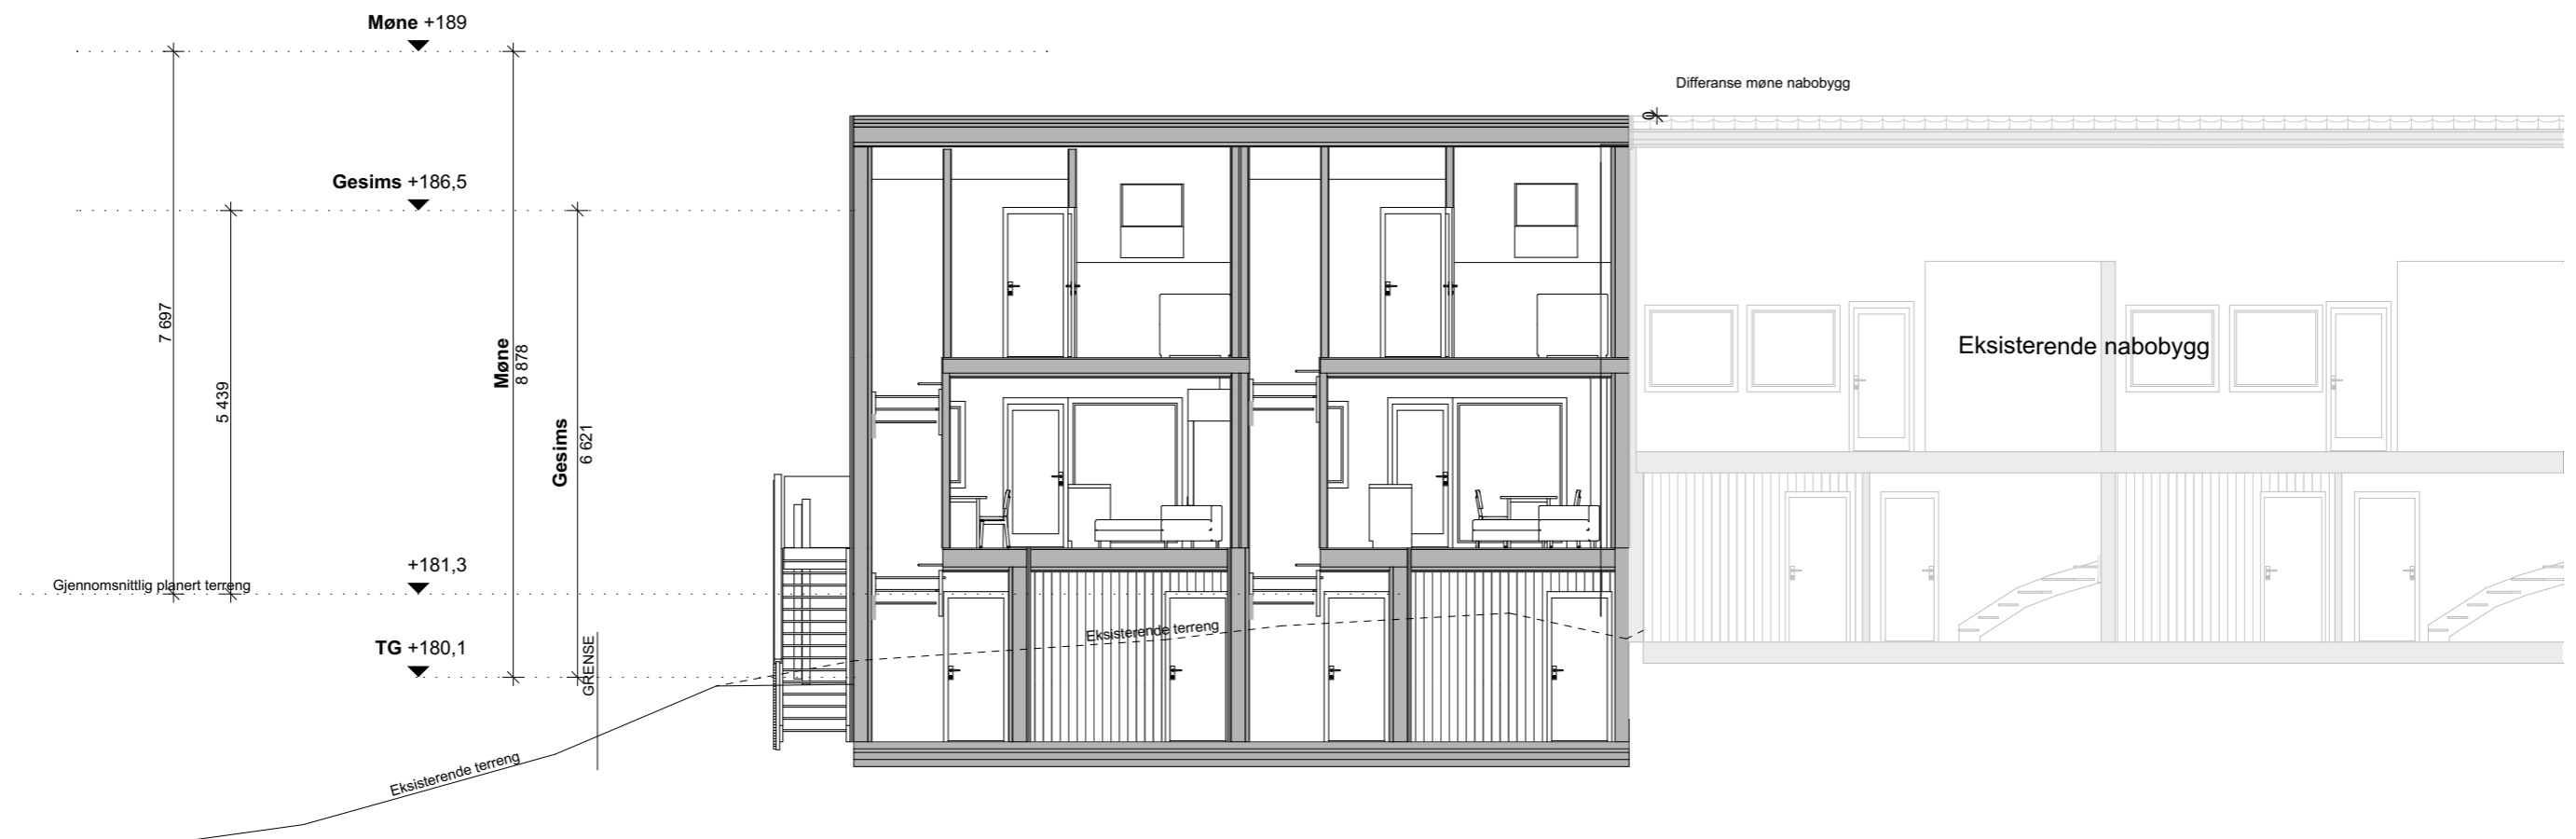 Møne +189
Differanse møne nabobygg
0
Gesims +186,5
7 697
5 439
Møne
8 878
Gesims
6 621
Eksisterende nabobygg
+181,3
Gjennomsnittlig planert terreng
TG +180,1
GRENSE
Eksisterende terreng
Eksisterende terreng